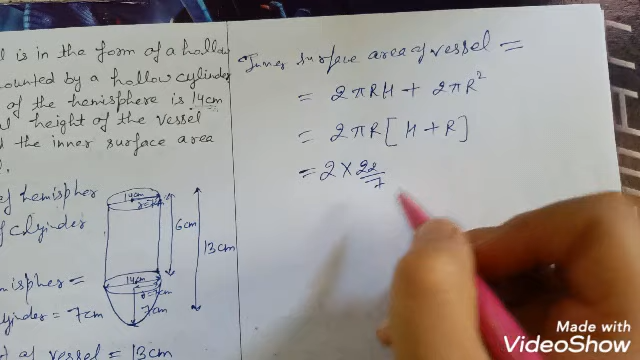 l is in the form of a hollow
mounted by a hollow cylinder
of the hemisphere is 14cm
height of the vessel
d the inner surface area
of hemispher
of cylinder
14cm
6cm
13cm
14cm
7cm
misphere =
ylinder = 7cm
of vessel = 13cm
Inner surface area of vessel =
= 2πRH + 2πR²
= 2πR[H + R]
= 2 × 22/7
Made with
VideoShow